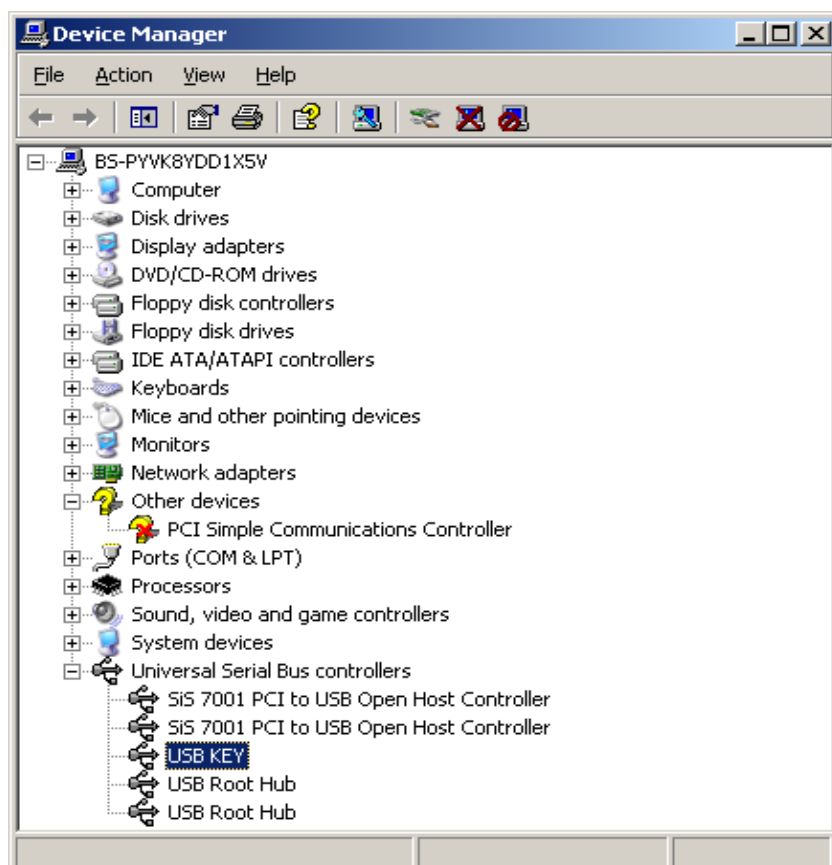 Device Manager
File Action View Help
BS-PYVK8YDD1X5V
Computer
Disk drives
Display adapters
DVD/CD-ROM drives
Floppy disk controllers
Floppy disk drives
IDE ATA/ATAPI controllers
Keyboards
Mice and other pointing devices
Monitors
Network adapters
Other devices
PCI Simple Communications Controller
Ports (COM & LPT)
Processors
Sound, video and game controllers
System devices
Universal Serial Bus controllers
SiS 7001 PCI to USB Open Host Controller
SiS 7001 PCI to USB Open Host Controller
USB KEY
USB Root Hub
USB Root Hub